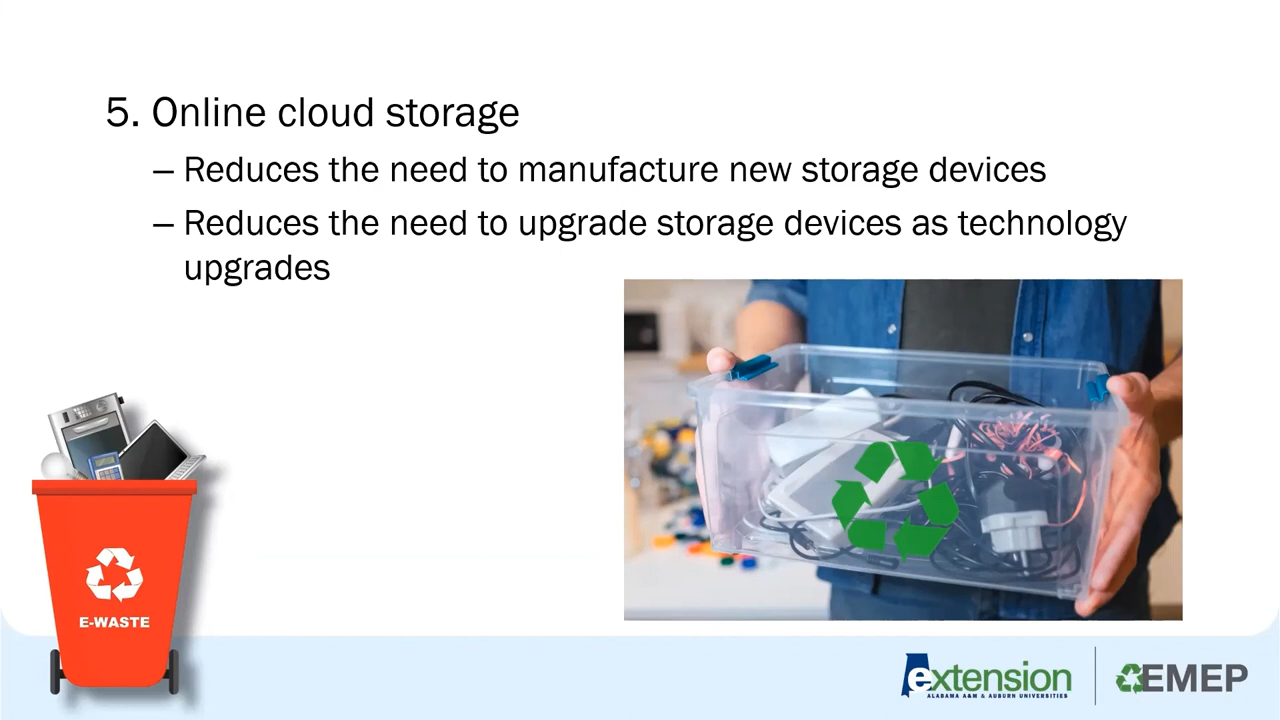 5. Online cloud storage
– Reduces the need to manufacture new storage devices
– Reduces the need to upgrade storage devices as technology
upgrades
E-WASTE
extension
ALABAMA A&M & AUBURN UNIVERSITIES
EMEP